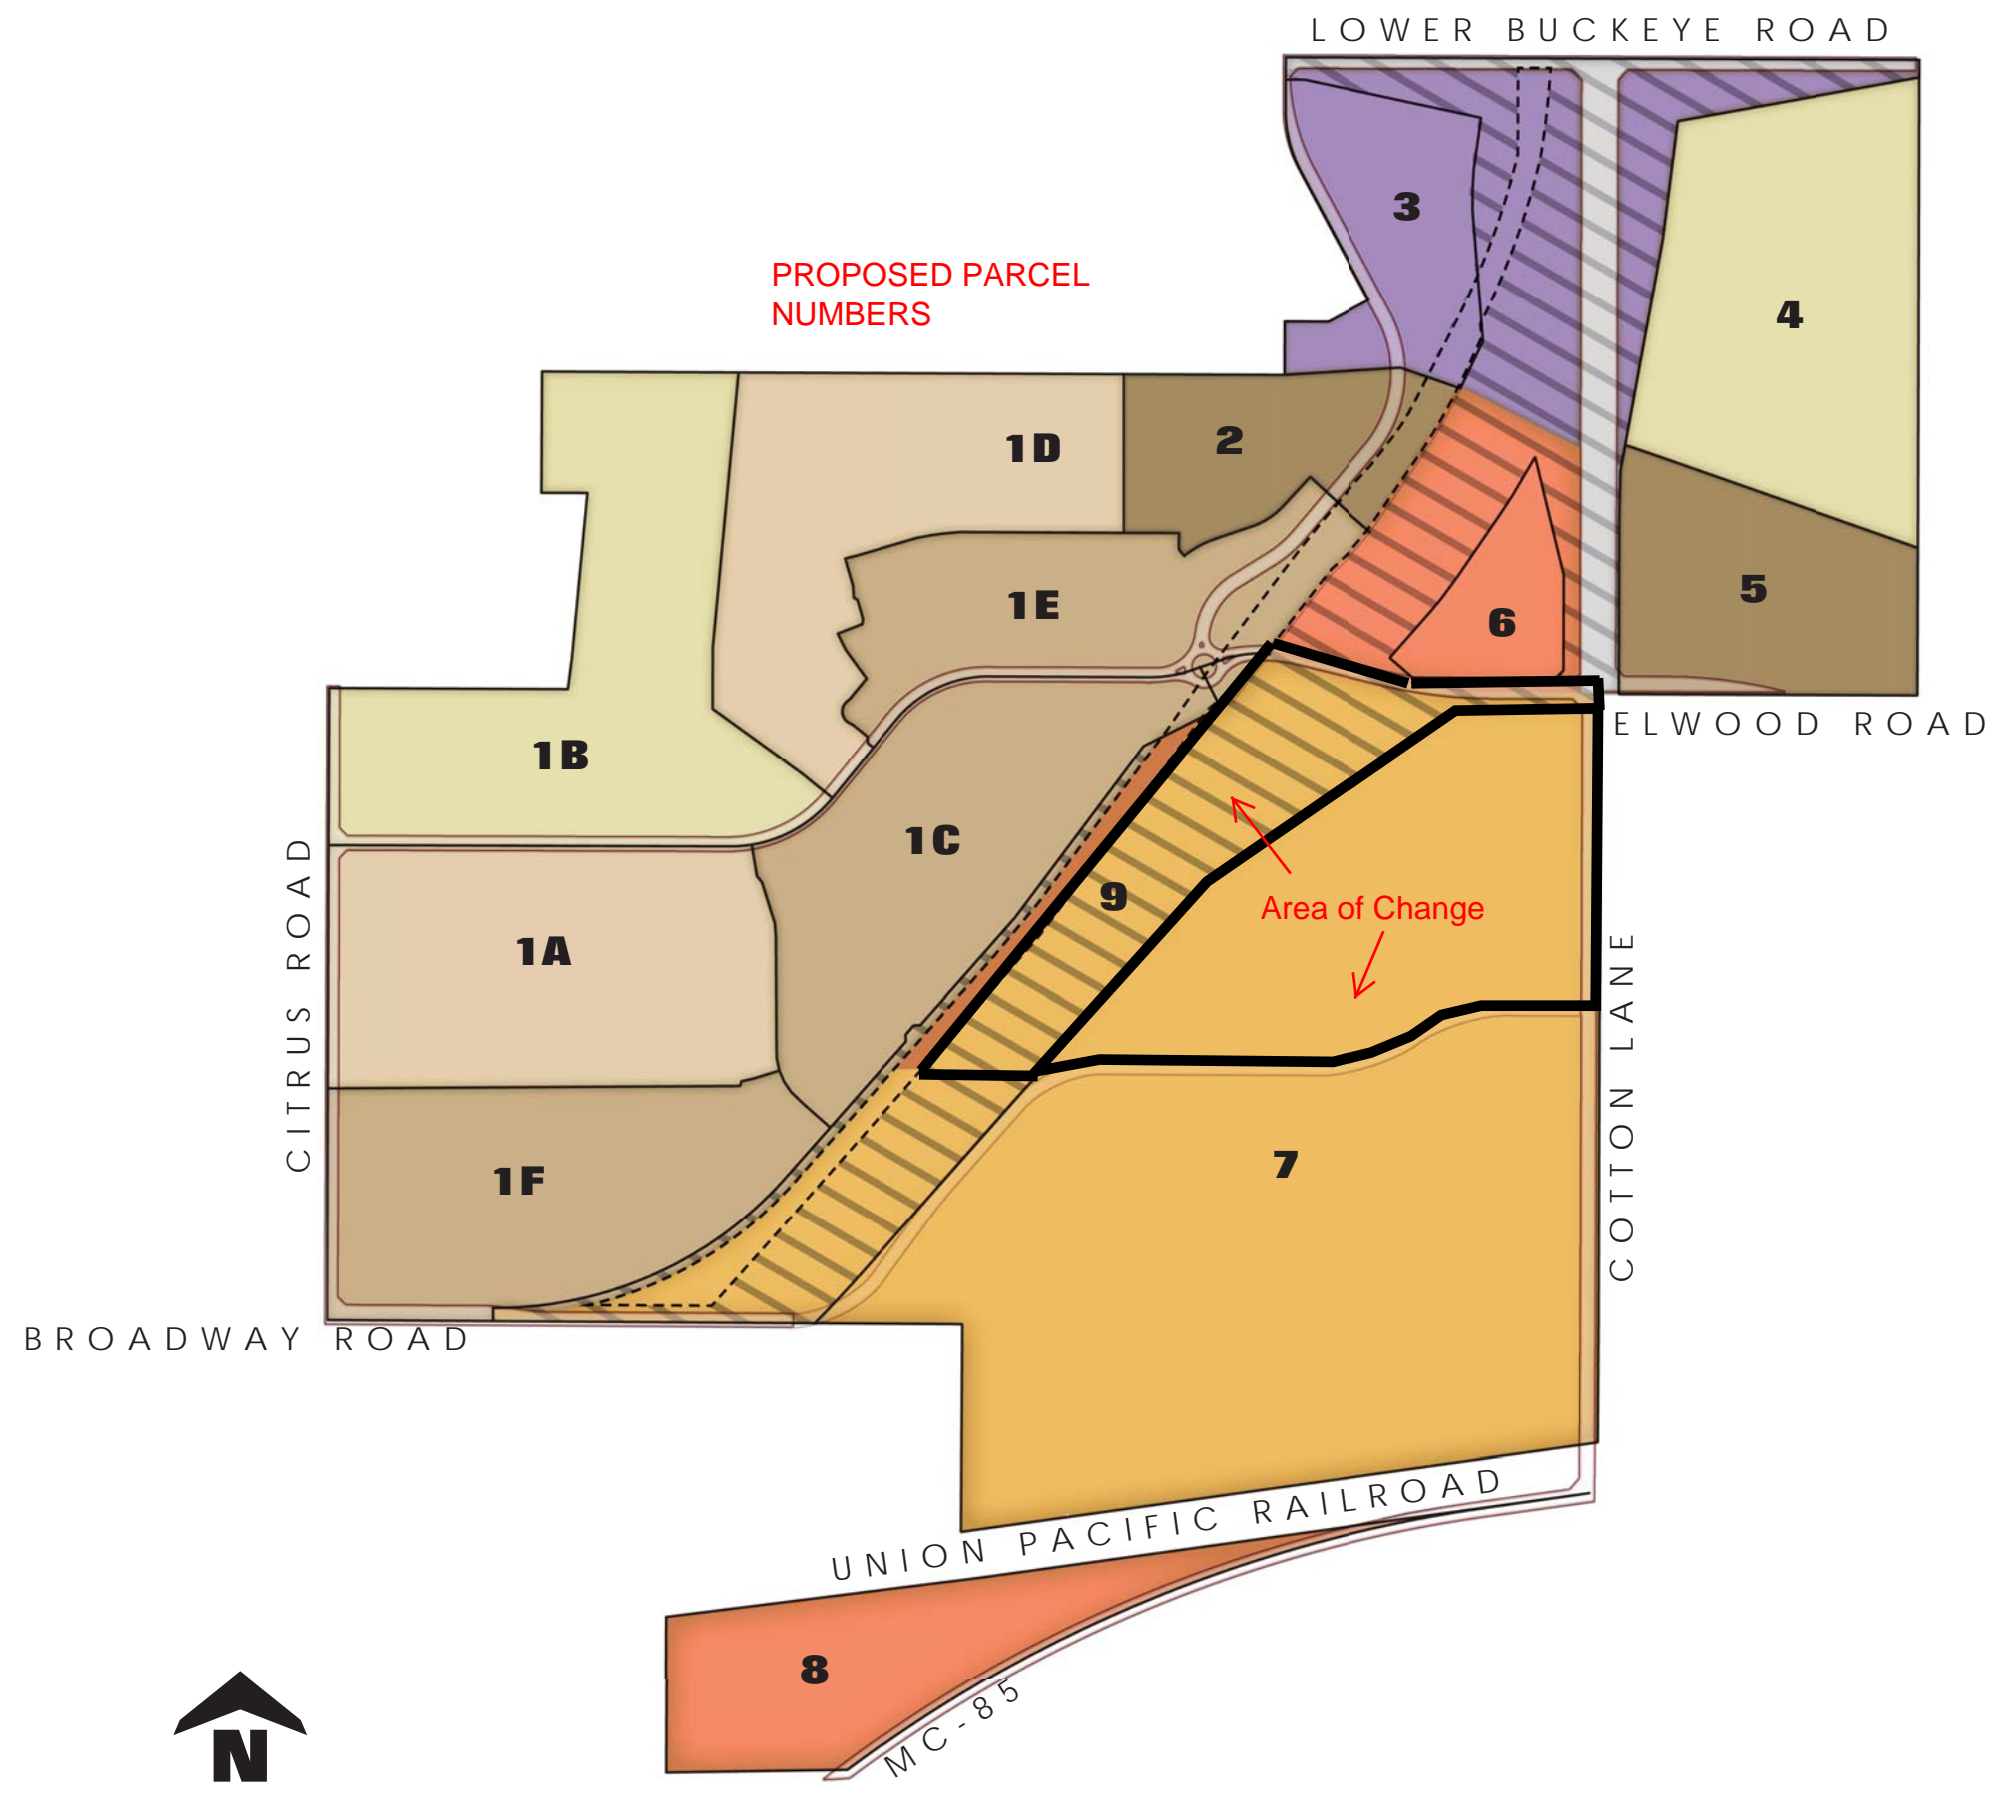 LOWER BUCKEYE ROAD
3
PROPOSED PARCEL
NUMBERS
4
1D
2
5
1E
6
ELWOOD ROAD
1B
1C
9
Area of Change
1A
CITRUS ROAD
COTTON LANE
7
1F
BROADWAY ROAD
UNION PACIFIC RAILROAD
8
MC-85
N